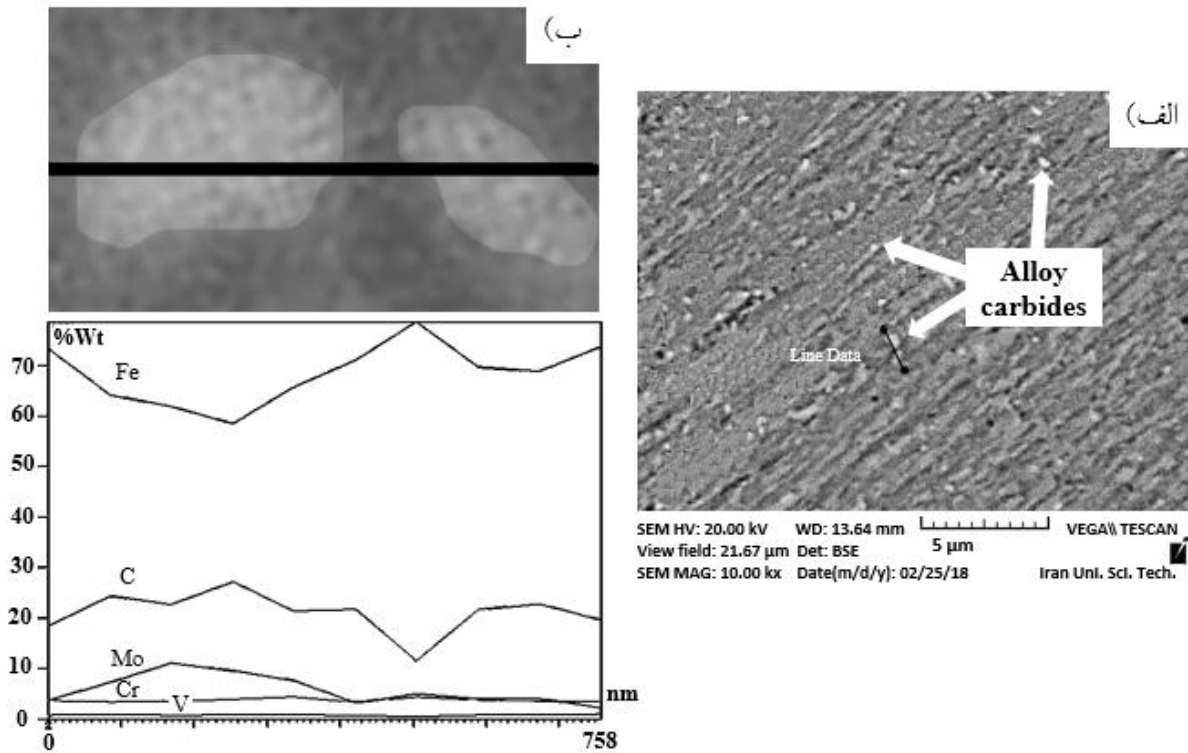 ب)
%Wt
70
60
50
40
30
20
10
0
Fe
C
Mo
Cr
V
nm
0
758
الف)
Alloy
carbides
Line Data
SEM HV: 20.00 kV WD: 13.64 mm VEGA\\ TESCAN
View field: 21.67 µm Det: BSE 5 µm
SEM MAG: 10.00 kx Date(m/d/y): 02/25/18 Iran Uni. Sci. Tech.